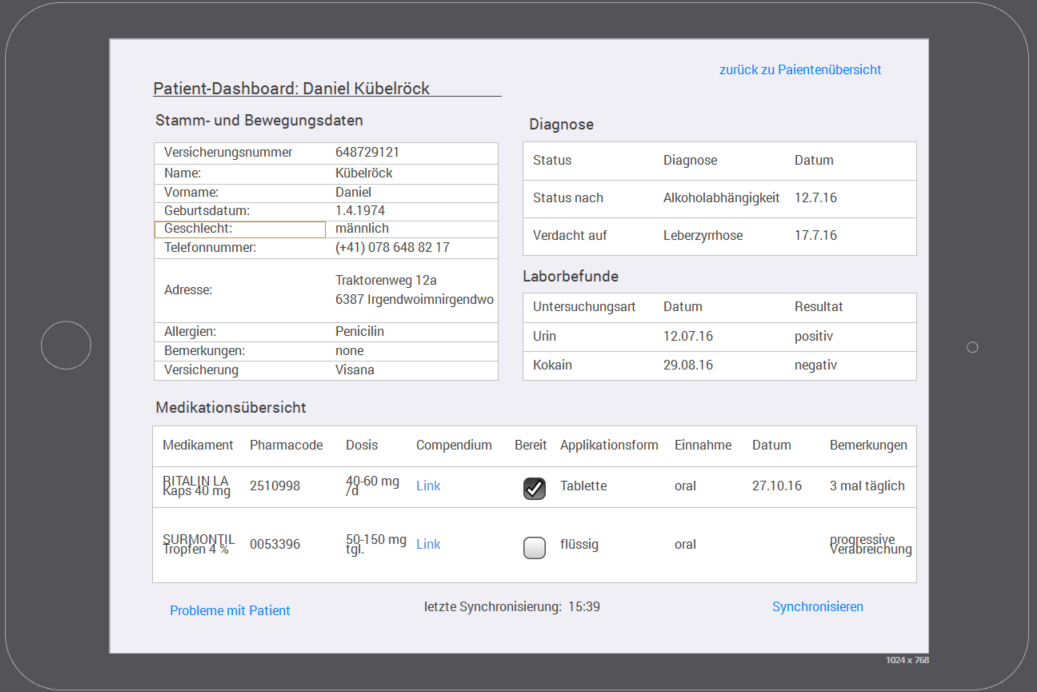 zurück zu Paientenübersicht
Patient-Dashboard: Daniel Kübelröck
Stamm- und Bewegungsdaten
Versicherungsnummer 648729121
Name: Kübelröck
Vorname: Daniel
Geburtsdatum: 1.4.1974
Geschlecht: männlich
Telefonnummer: (+41) 078 648 82 17
Adresse: Traktorenweg 12a
6387 Irgendwoimnirgendwo
Allergien: Penicilin
Bemerkungen: none
Versicherung Visana
Diagnose
Status Diagnose Datum
Status nach Alkoholabhängigkeit 12.7.16
Verdacht auf Leberzyrrhose 17.7.16
Laborbefunde
Untersuchungsart Datum Resultat
Urin 12.07.16 positiv
Kokain 29.08.16 negativ
Medikationsübersicht
Medikament Pharmacode Dosis Compendium Bereit Applikationsform Einnahme Datum Bemerkungen
RITALIN LA
Kaps 40 mg 2510998 40-60 mg
/d Link Tablette oral 27.10.16 3 mal täglich
SURMONTIL
Tropfen 4 % 0053396 50-150 mg
tgl. Link flüssig oral progressive
Verabreichung
Probleme mit Patient letzte Synchronisierung: 15:39 Synchronisieren
1024 x 768